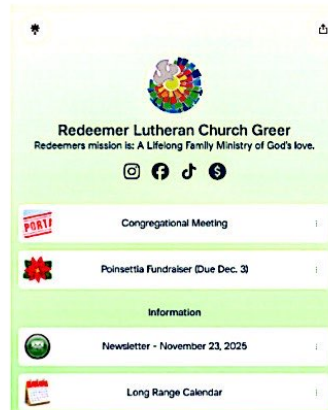 Redeemer Lutheran Church Greer
Redeemers mission is: A Lifelong Family Ministry of God's love.
PORTA
Congregational Meeting
Poinsettia Fundraiser (Due Dec. 3)
Information
Newsletter - November 23, 2025
Long Range Calendar